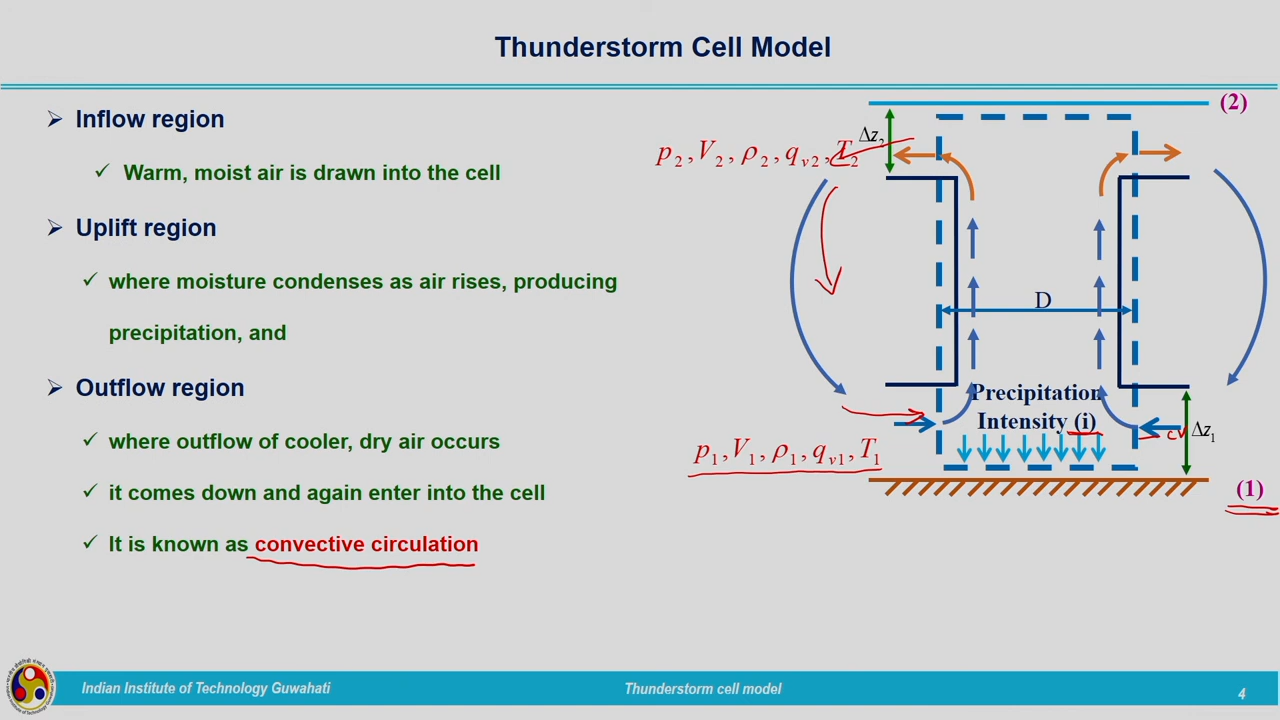 Thunderstorm Cell Model
➢ Inflow region
✓ Warm, moist air is drawn into the cell
➢ Uplift region
✓ where moisture condenses as air rises, producing
precipitation, and
➢ Outflow region
✓ where outflow of cooler, dry air occurs
✓ it comes down and again enter into the cell
✓ It is known as convective circulation
(2)
Δz₂
p₂, V₂, ρ₂, qᵥ₂, T₂
D
Precipitation
Intensity (i)
cv
Δz₁
p₁, V₁, ρ₁, qᵥ₁, T₁
(1)
Indian Institute of Technology Guwahati
Thunderstorm cell model
4